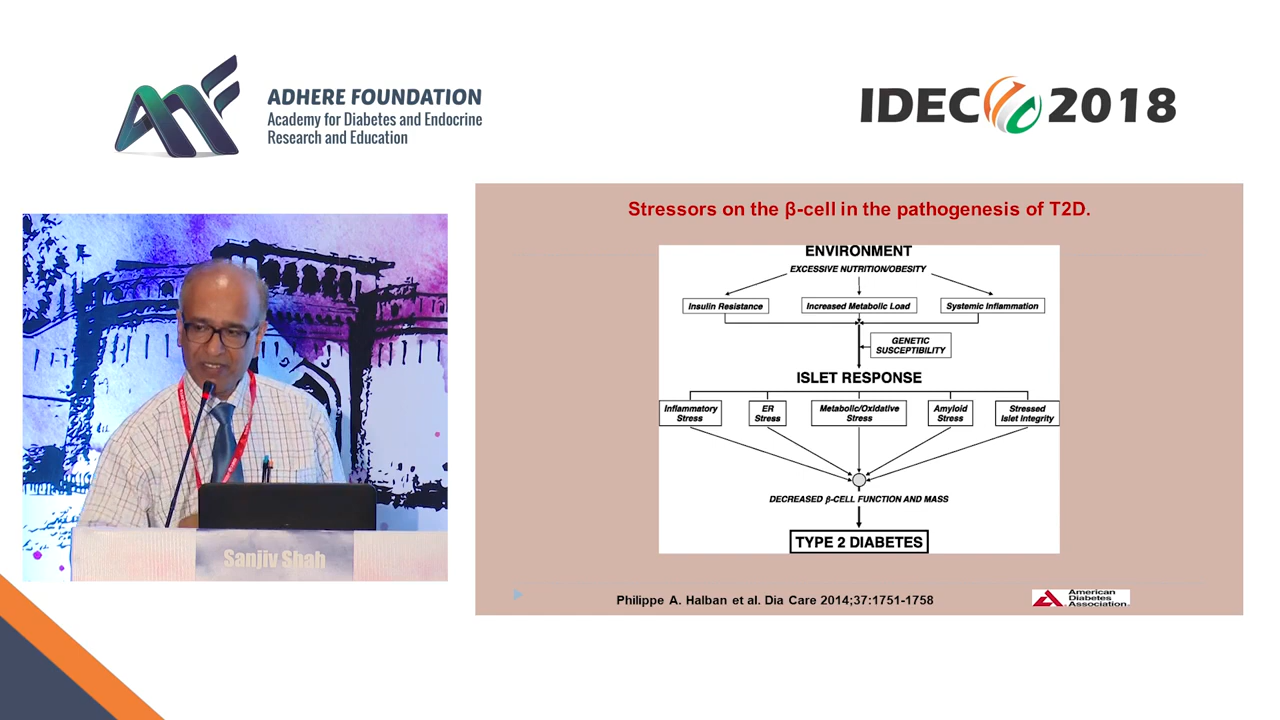 ADHERE FOUNDATION
Academy for Diabetes and Endocrine
Research and Education
IDEC 2018
Stressors on the β-cell in the pathogenesis of T2D.
ENVIRONMENT
EXCESSIVE NUTRITION/OBESITY
Insulin Resistance
Increased Metabolic Load
Systemic Inflammation
GENETIC
SUSCEPTIBILITY
ISLET RESPONSE
Inflammatory
Stress
ER
Stress
Metabolic/Oxidative
Stress
Amyloid
Stress
Stressed
Islet Integrity
DECREASED β-CELL FUNCTION AND MASS
TYPE 2 DIABETES
Philippe A. Halban et al. Dia Care 2014;37:1751-1758
American
Diabetes
Association.
Sanjiv Shah